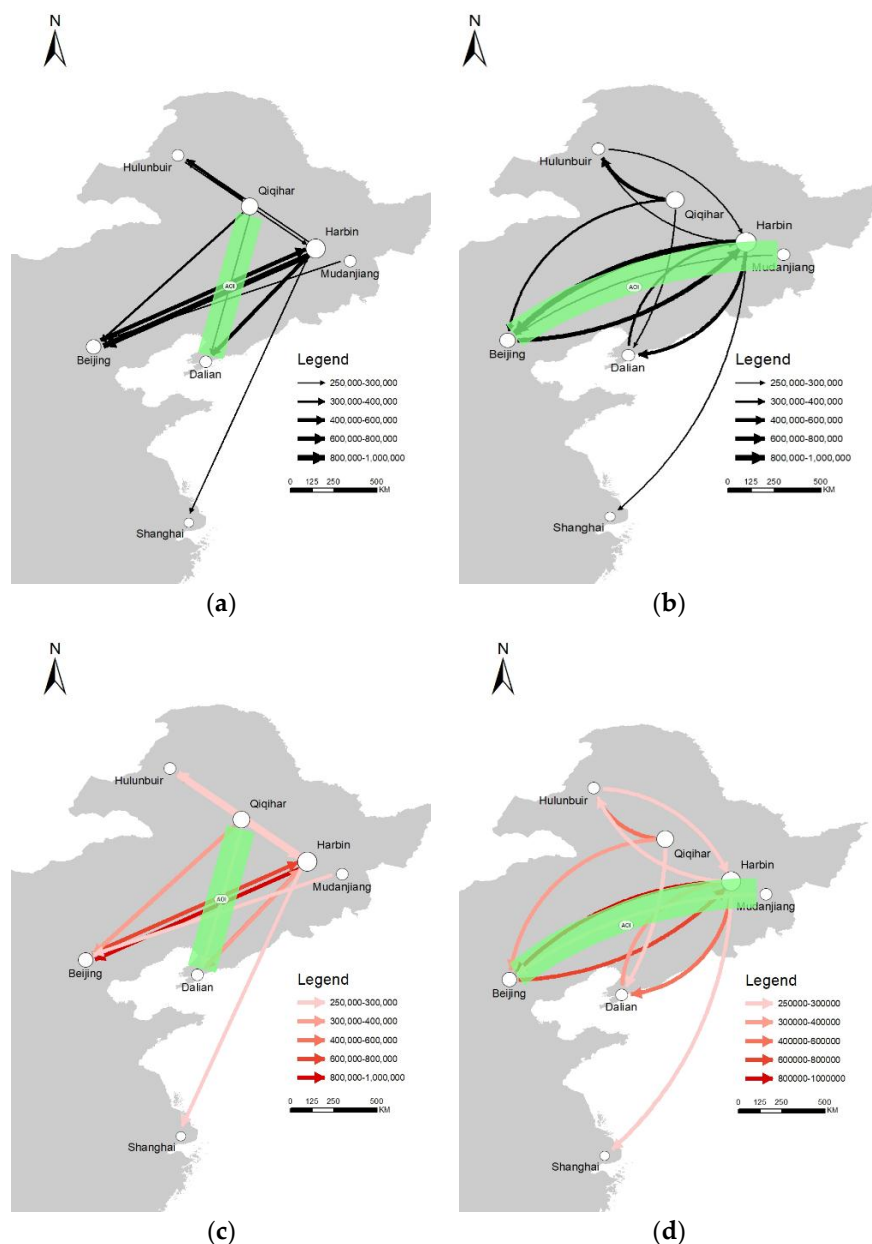 N
Hulunbuir
Qiqihar
Harbin
Mudanjiang
AOI
Beijing
Dalian
Legend
250,000-300,000
300,000-400,000
400,000-600,000
600,000-800,000
800,000-1,000,000
0 125 250 500
KM
Shanghai
(a)
N
Hulunbuir
Qiqihar
Harbin
Mudanjiang
AOI
Beijing
Dalian
Legend
250,000-300,000
300,000-400,000
400,000-600,000
600,000-800,000
800,000-1,000,000
0 125 250 500
KM
Shanghai
(b)
N
Hulunbuir
Qiqihar
Harbin
Mudanjiang
AOI
Beijing
Dalian
Legend
250,000-300,000
300,000-400,000
400,000-600,000
600,000-800,000
800,000-1,000,000
0 125 250 500
KM
Shanghai
(c)
N
Hulunbuir
Qiqihar
Harbin
Mudanjiang
AOI
Beijing
Dalian
Legend
250000-300000
300000-400000
400000-600000
600000-800000
800000-1000000
0 125 250 500
KM
Shanghai
(d)